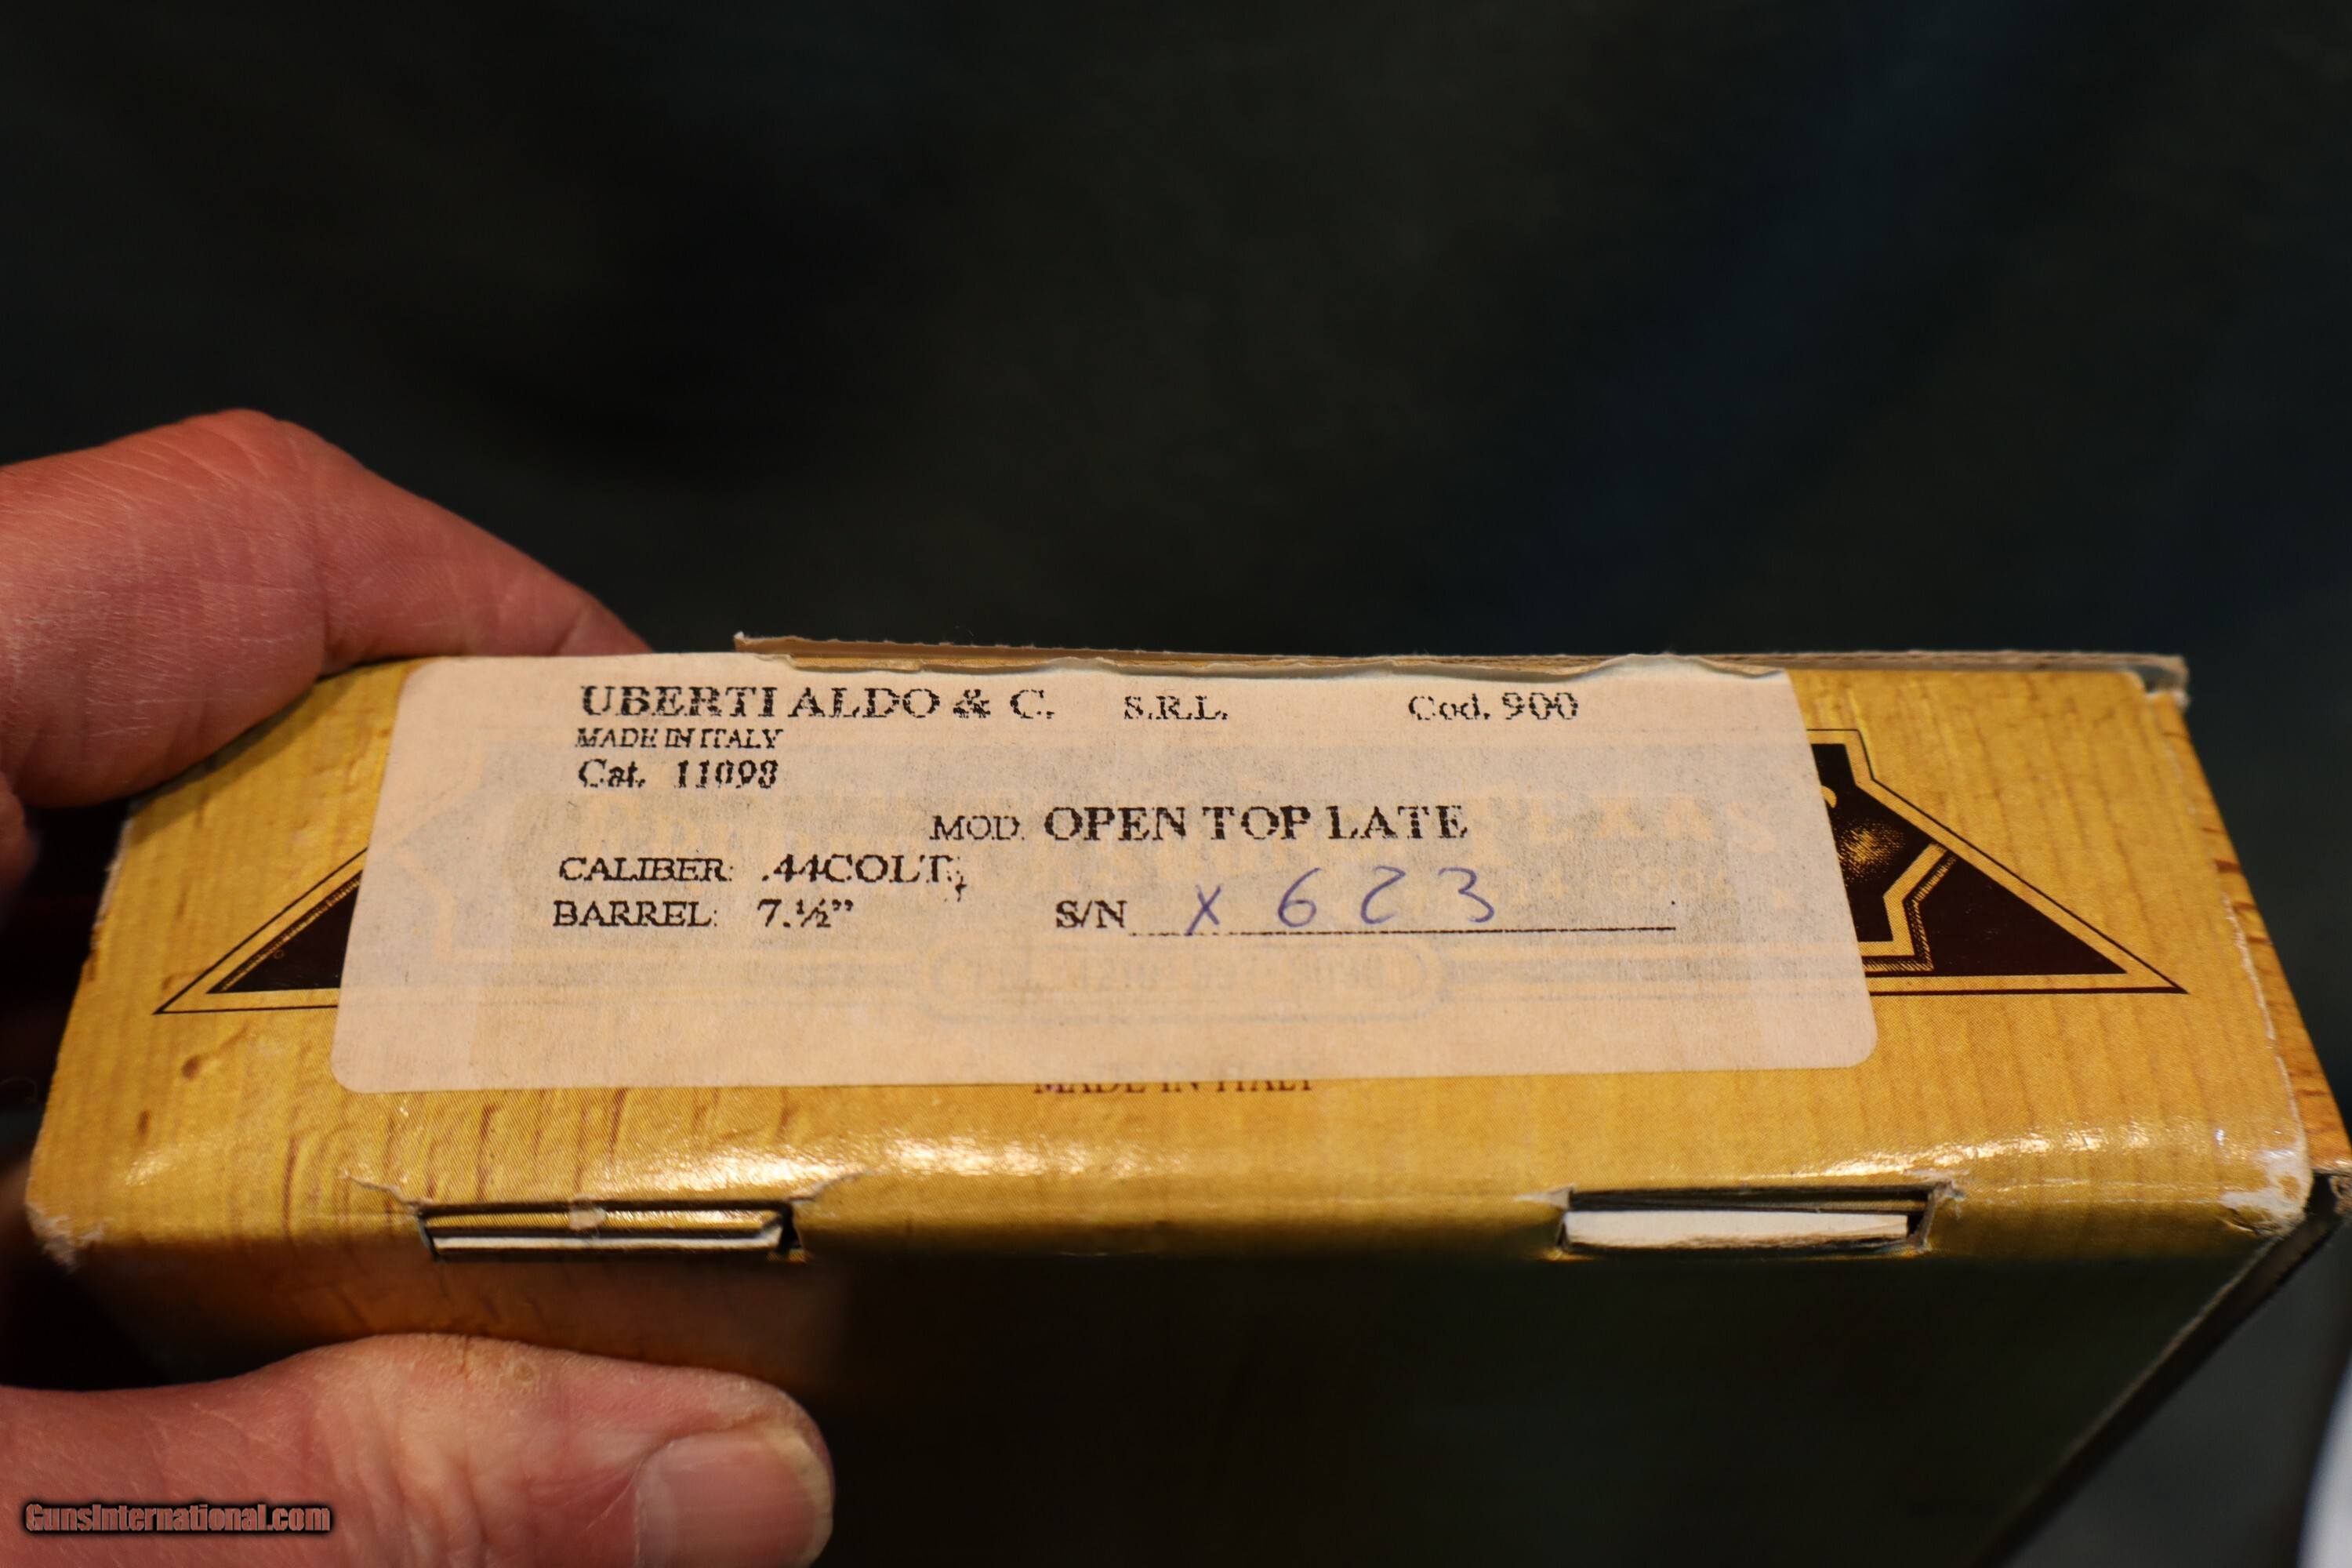 UBERTI ALDO & C. S.R.L. Cod. 900
MADE IN ITALY
Cat. 11098
MOD. OPEN TOP LATE
CALIBER: .44COLT
BARREL: 7.½” S/N X 623
MADE IN ITALY
GunsInternational.com